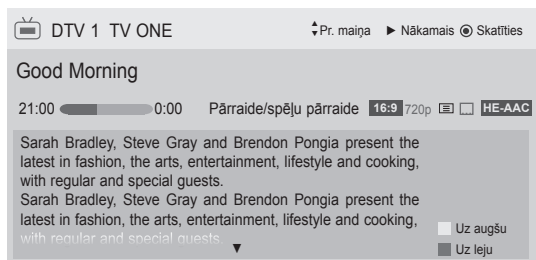 DTV 1 TV ONE
Pr. maiņa ► Nākamais ◉ Skatīties
Good Morning
21:00 0:00 Pārraide/spēļu pārraide 16:9 720p HE-AAC
Sarah Bradley, Steve Gray and Brendon Pongia present the
latest in fashion, the arts, entertainment, lifestyle and cooking,
with regular and special guests.
Sarah Bradley, Steve Gray and Brendon Pongia present the
latest in fashion, the arts, entertainment, lifestyle and cooking,
with regular and special guests.
Uz augšu
Uz leju